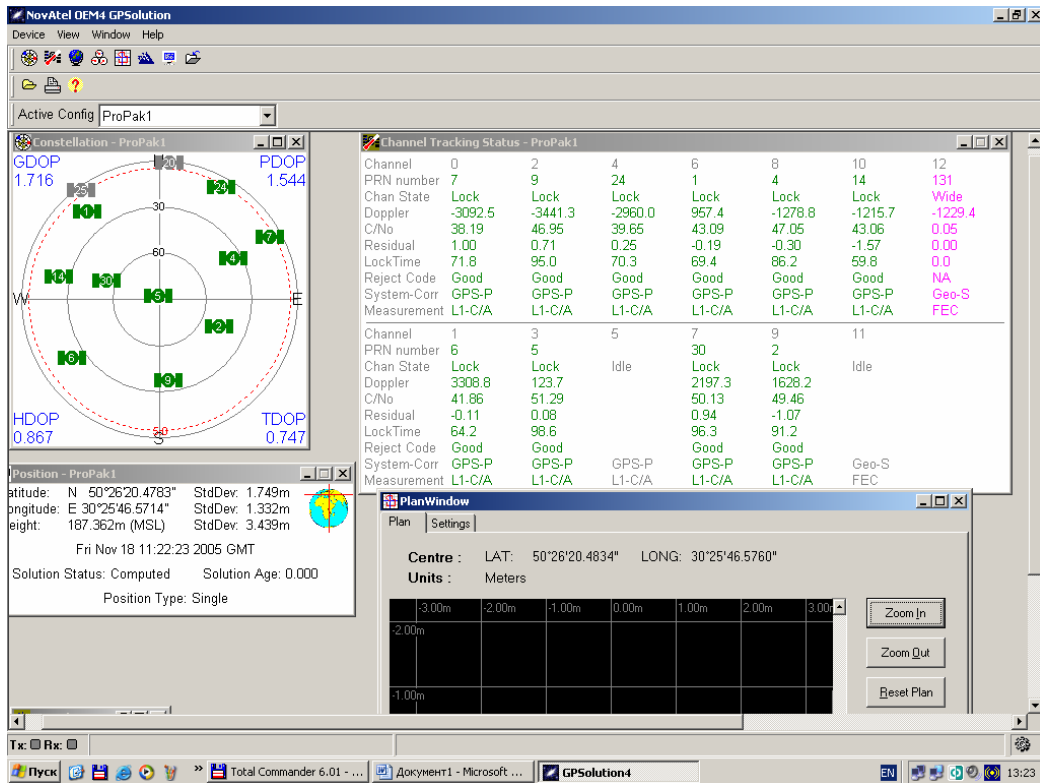 NovAtel OEM4 GPSolution
Device View Window Help
Active Config ProPak1
Constellation - ProPak1
GDOP PDOP
1.716 1.544
20
25 24
1
30
7
60
4
14 30
W 5 E
2
6
9
HDOP TDOP
0.867 5.0 0.747
S
Channel Tracking Status - ProPak1
Channel 0 2 4 6 8 10 12
PRN number 7 9 24 1 4 14 131
Chan State Lock Lock Lock Lock Lock Lock Wide
Doppler -3092.5 -3441.3 -2960.0 957.4 -1278.8 -1215.7 -1229.4
C/No 38.19 46.95 39.65 43.09 47.05 43.06 0.05
Residual 1.00 0.71 0.25 -0.19 -0.30 -1.57 0.00
LockTime 71.8 95.0 70.3 69.4 86.2 59.8 0.0
Reject Code Good Good Good Good Good Good NA
System-Corr GPS-P GPS-P GPS-P GPS-P GPS-P GPS-P Geo-S
Measurement L1-C/A L1-C/A L1-C/A L1-C/A L1-C/A L1-C/A FEC
Channel 1 3 5 7 9 11
PRN number 6 5 30 2
Chan State Lock Lock Idle Lock Lock Idle
Doppler 3308.8 123.7 2197.3 1628.2
C/No 41.86 51.29 50.13 49.46
Residual -0.11 0.08 0.94 -1.07
LockTime 64.2 98.6 96.3 91.2
Reject Code Good Good Good Good
System-Corr GPS-P GPS-P GPS-P GPS-P GPS-P Geo-S
Measurement L1-C/A L1-C/A L1-C/A L1-C/A L1-C/A FEC
Position - ProPak1
atitude: N 50°26'20.4783" StdDev: 1.749m
ongitude: E 30°25'46.5714" StdDev: 1.332m
eight: 187.362m (MSL) StdDev: 3.439m
Fri Nov 18 11:22:23 2005 GMT
Solution Status: Computed Solution Age: 0.000
Position Type: Single
PlanWindow
Plan Settings
Centre : LAT: 50°26'20.4834" LONG: 30°25'46.5760"
Units : Meters
-3.00m -2.00m -1.00m 0.00m 1.00m 2.00m 3.00m
-2.00m
-1.00m
Zoom In
Zoom Out
Reset Plan
Tx: Rx:
Пуск » Total Commander 6.01 - ... Документ1 - Microsoft ... GPSolution4 EN 13:23